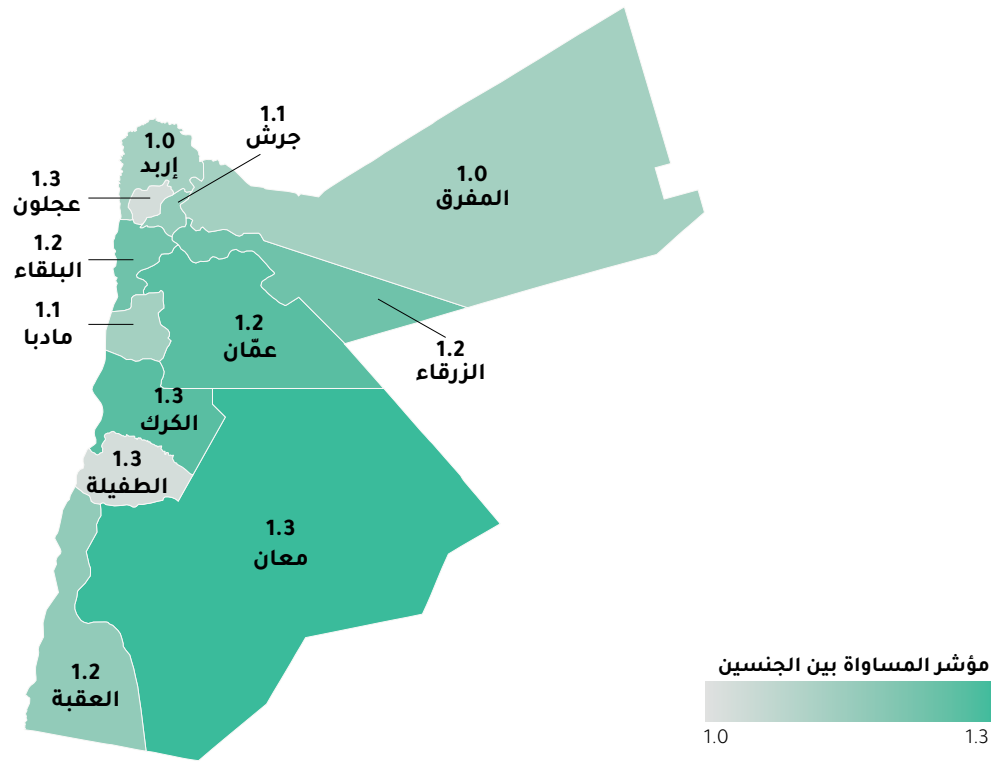 1.1
جرش
1.0
إربد
1.0
المفرق
1.3
عجلون
1.2
البلقاء
1.1
مادبا
1.2
عمّان
1.2
الزرقاء
1.3
الكرك
1.3
الطفيلة
1.3
معان
1.2
العقبة
مؤشر المساواة بين الجنسين
1.0
1.3